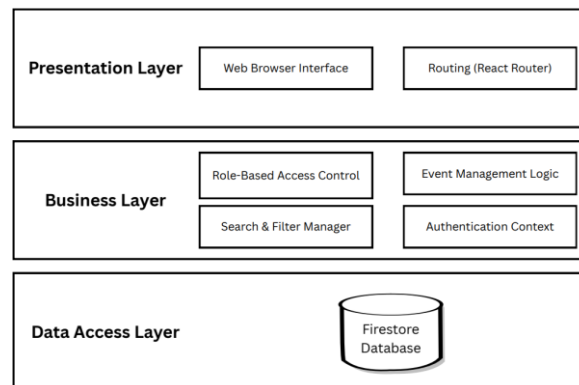 Presentation Layer
Web Browser Interface
Routing (React Router)
Business Layer
Role-Based Access Control
Event Management Logic
Search & Filter Manager
Authentication Context
Data Access Layer
Firestore
Database